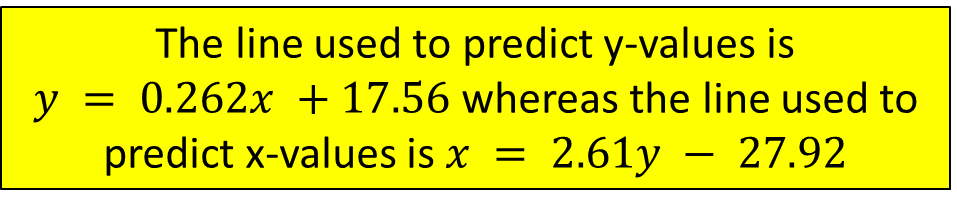 The line used to predict y-values is
y = 0.262x + 17.56 whereas the line used to
predict x-values is x = 2.61y − 27.92